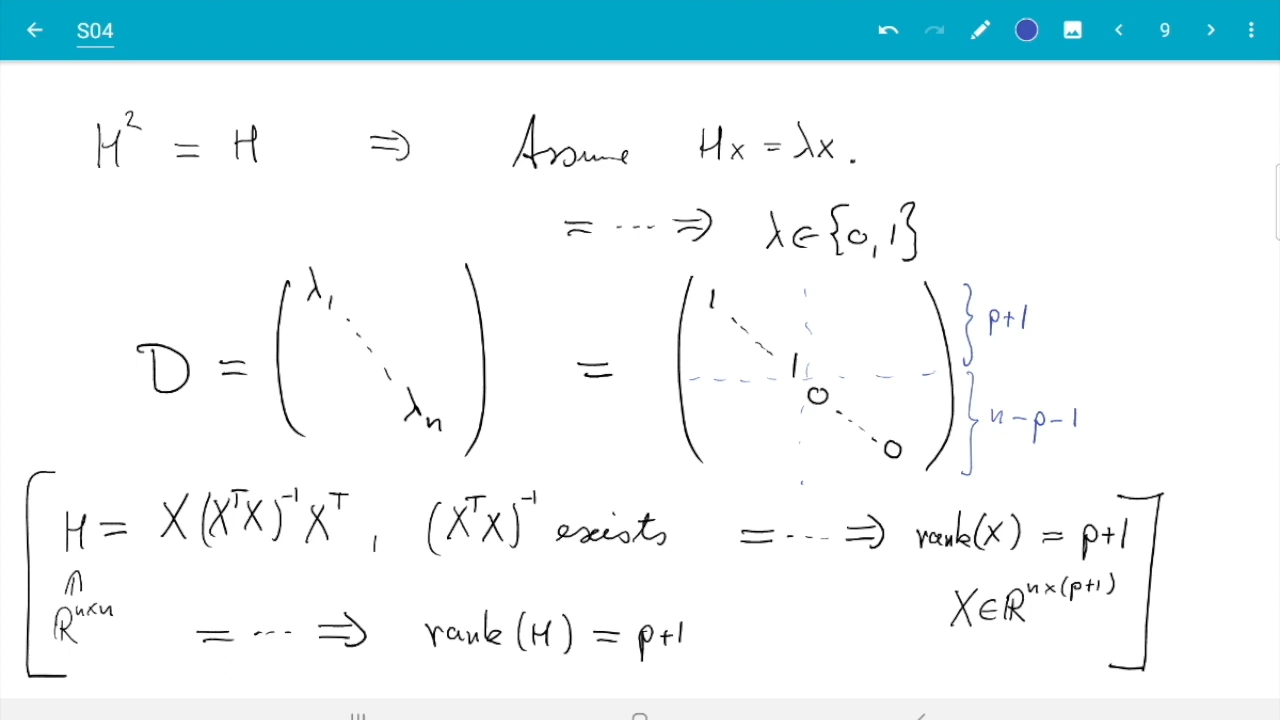 S04
9
H² = H ⇒ Assume Hx = λx.
= ··· ⇒ λ∈{0,1}
D = (λ₁ ⋱ λₙ) = (1 ⋱ 1 0 ⋱ 0) } p+1
} n-p-1
[H = X(XᵀX)⁻¹Xᵀ, (XᵀX)⁻¹ exists = ··· ⇒ rank(X) = p+1
∩
ℝⁿˣⁿ X∈ℝⁿˣ⁽ᵖ⁺¹⁾
= ··· ⇒ rank(H) = p+1]